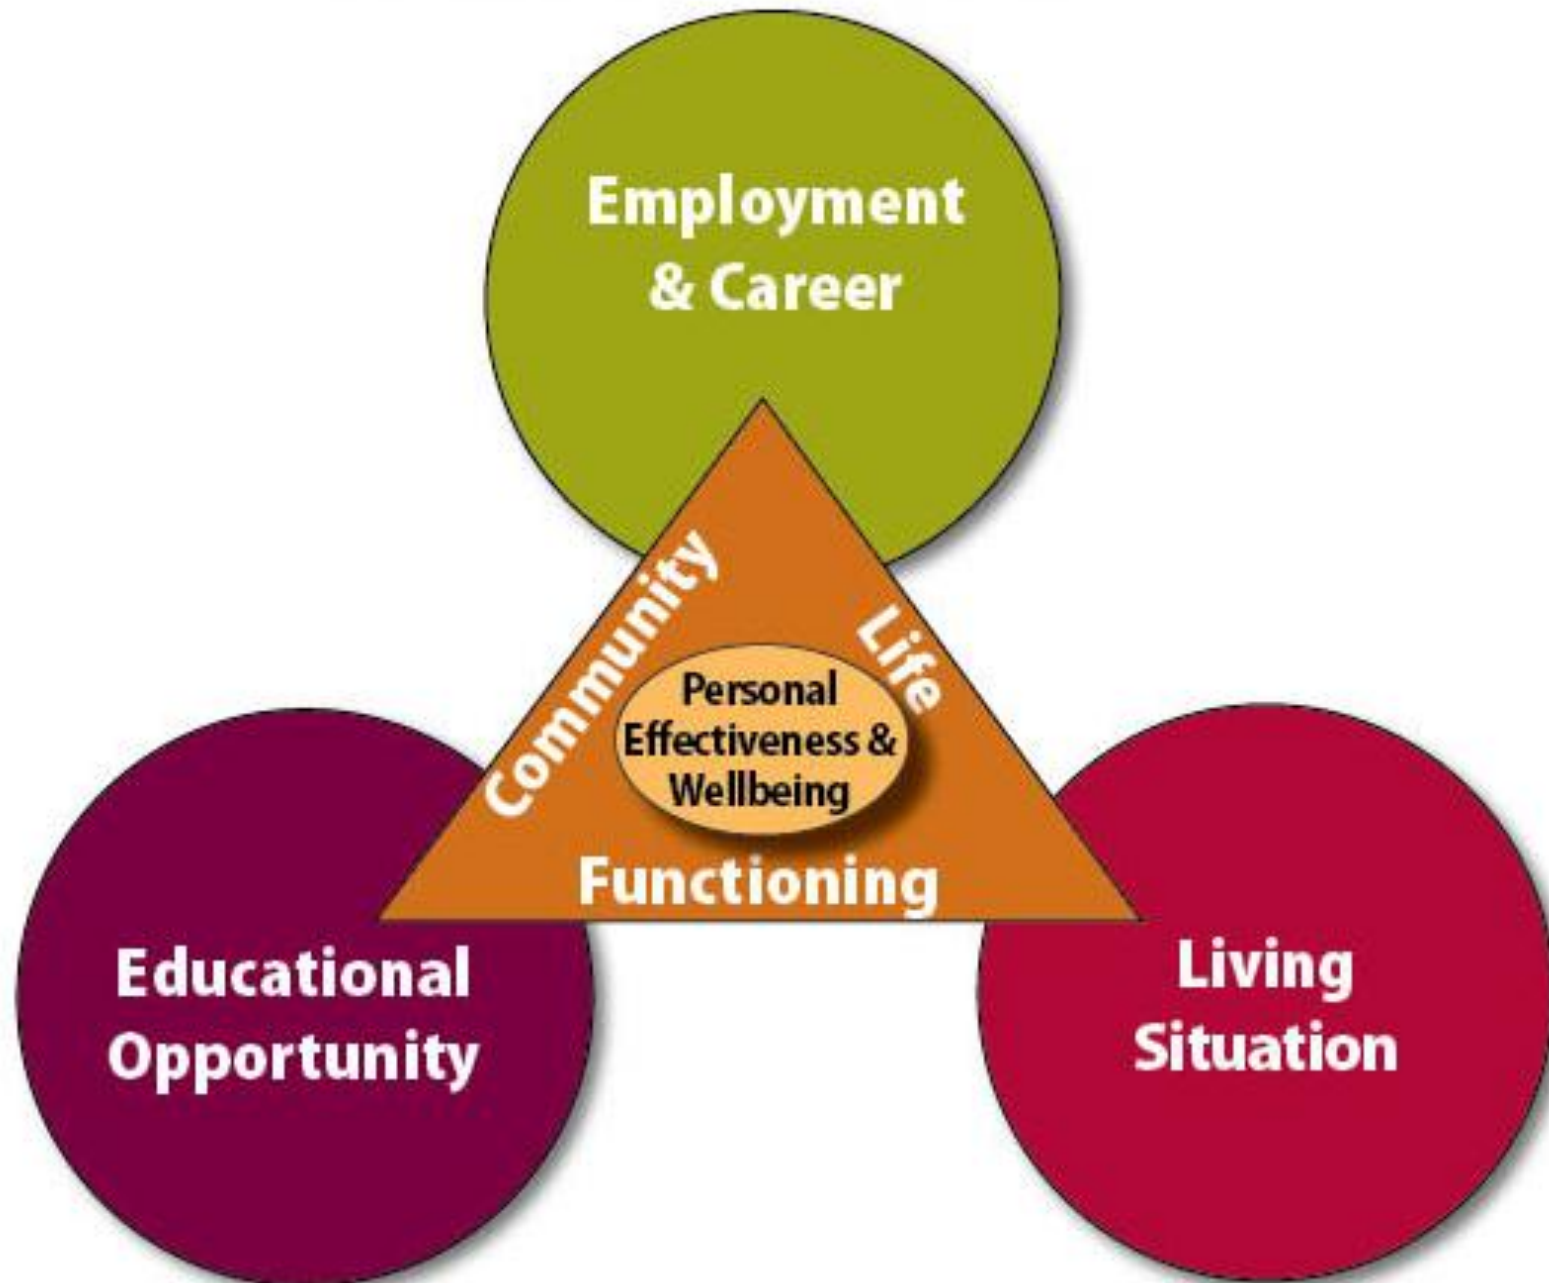 Employment
& Career
Community
Life
Personal
Effectiveness &
Wellbeing
Functioning
Educational
Opportunity
Living
Situation